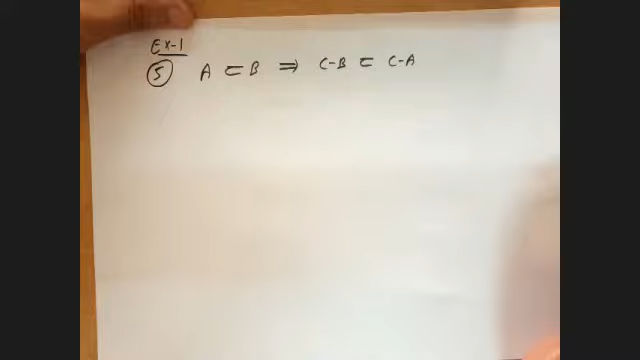 Ex-1
⑤ A ⊂ B ⇒ C-B ⊂ C-A